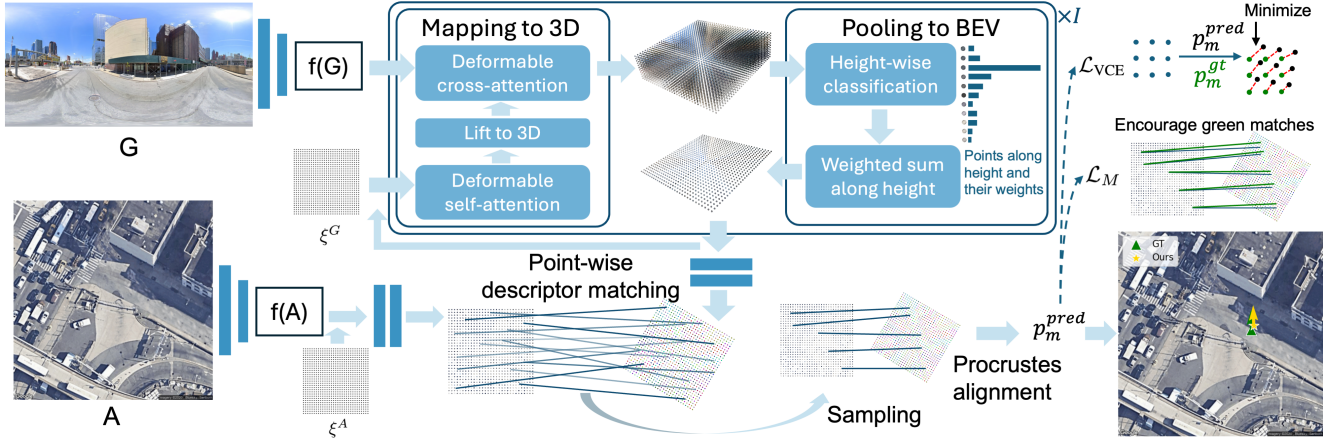 Mapping to 3D
Deformable
cross-attention
Lift to 3D
Deformable
self-attention
Pooling to BEV
×I
Height-wise
classification
Weighted sum
along height
Points along
height and
their weights
f(G)
G
ξ^G
A
f(A)
ξ^A
Point-wise
descriptor matching
Sampling
Procrustes
alignment
p_m^{pred}
ℒ_VCE
p_m^{pred}
p_m^{gt}
Minimize
Encourage green matches
ℒ_M
GT
Ours